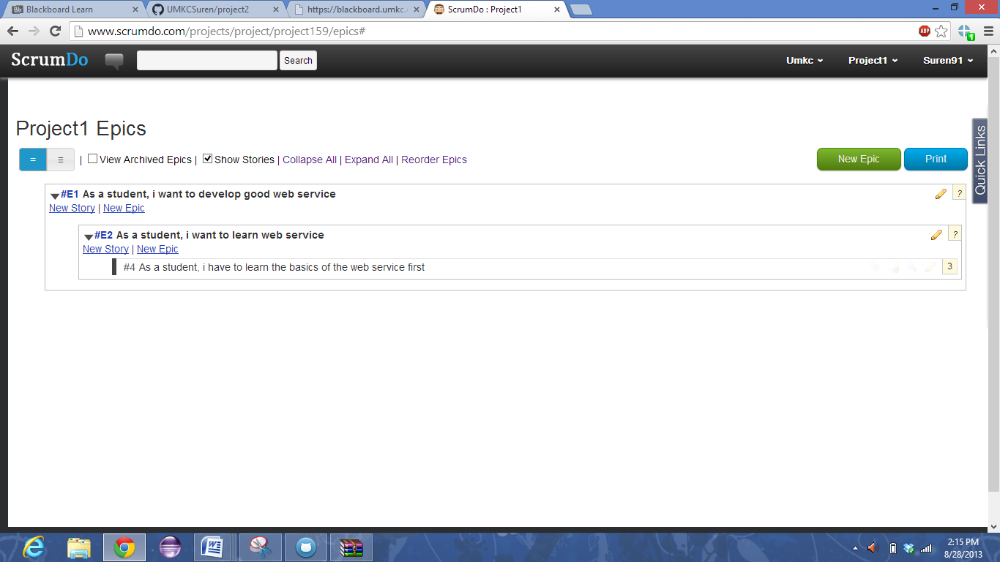 Blackboard Learn
UMKCSuren/project2
https://blackboard.umkc.
ScrumDo : Project1
www.scrumdo.com/projects/project/project159/epics#
ABP
1
ScrumDo
Search
Umkc
Project1
Suren91
Project1 Epics
= ≡ | View Archived Epics | Show Stories | Collapse All | Expand All | Reorder Epics
New Epic
Print
Quick Links
#E1 As a student, i want to develop good web service
?
New Story | New Epic
#E2 As a student, i want to learn web service
?
New Story | New Epic
#4 As a student, i have to learn the basics of the web service first
3
2:15 PM
8/28/2013